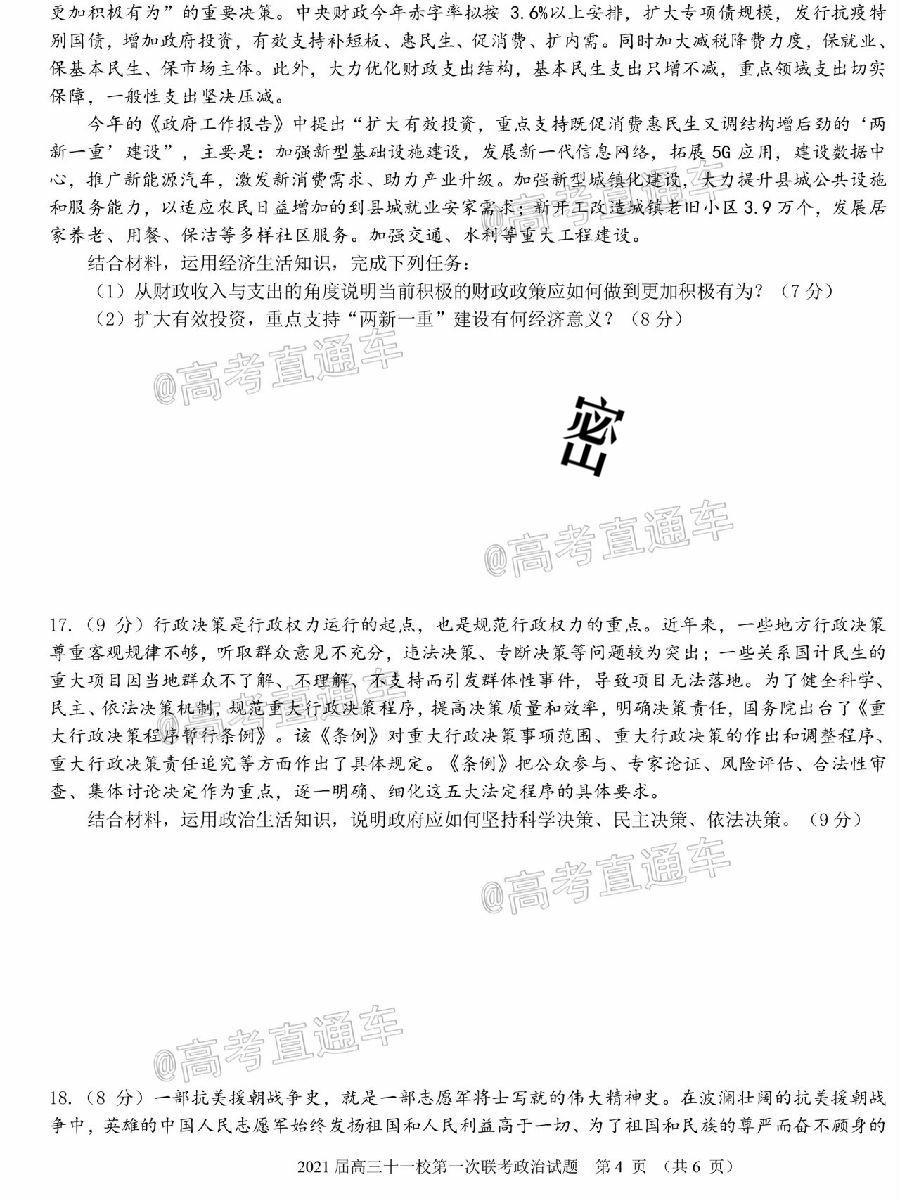 更加积极有为”的重要决策。中央财政今年赤字率拟按 3.6%以上安排，扩大专项债规模，发行抗疫特
别国债，增加政府投资，有效支持补短板、惠民生、促消费、扩内需。同时加大减税降费力度，保就业、
保基本民生、保市场主体。此外，大力优化财政支出结构，基本民生支出只增不减，重点领域支出切实
保障，一般性支出坚决压减。
今年的《政府工作报告》中提出“扩大有效投资，重点支持既促消费惠民生又调结构增后劲的‘两
新一重’建设”，主要是：加强新型基础设施建设，发展新一代信息网络，拓展 5G 应用，建设数据中
心，推广新能源汽车，激发新消费需求、助力产业升级。加强新型城镇化建设，大力提升县城公共设施
和服务能力，以适应农民日益增加的到县城就业安家需求；新开工改造城镇老旧小区 3.9 万个，发展居
家养老、用餐、保洁等多样社区服务。加强交通、水利等重大工程建设。
结合材料，运用经济生活知识，完成下列任务：
（1）从财政收入与支出的角度说明当前积极的财政政策应如何做到更加积极有为？（7 分）
（2）扩大有效投资，重点支持“两新一重”建设有何经济意义？（8 分）
@高考直通车
密
@高考直通车
17.（9 分）行政决策是行政权力运行的起点，也是规范行政权力的重点。近年来，一些地方行政决策
尊重客观规律不够，听取群众意见不充分，违法决策、专断决策等问题较为突出；一些关系国计民生的
重大项目因当地群众不了解、不理解、不支持而引发群体性事件，导致项目无法落地。为了健全科学、
民主、依法决策机制，规范重大行政决策程序，提高决策质量和效率，明确决策责任，国务院出台了《重
大行政决策程序暂行条例》。该《条例》对重大行政决策事项范围、重大行政决策的作出和调整程序、
重大行政决策责任追究等方面作出了具体规定。《条例》把公众参与、专家论证、风险评估、合法性审
查、集体讨论决定作为重点，逐一明确、细化这五大法定程序的具体要求。
结合材料，运用政治生活知识，说明政府应如何坚持科学决策、民主决策、依法决策。（9 分）
@高考直通车
@高考直通车
18.（8 分）一部抗美援朝战争史，就是一部志愿军将士写就的伟大精神史。在波澜壮阔的抗美援朝战
争中，英雄的中国人民志愿军始终发扬祖国和人民利益高于一切、为了祖国和民族的尊严而奋不顾身的
2021 届高三十一校第一次联考政治试题 第 4 页 （共 6 页）
@高考直通车
@高考直通车